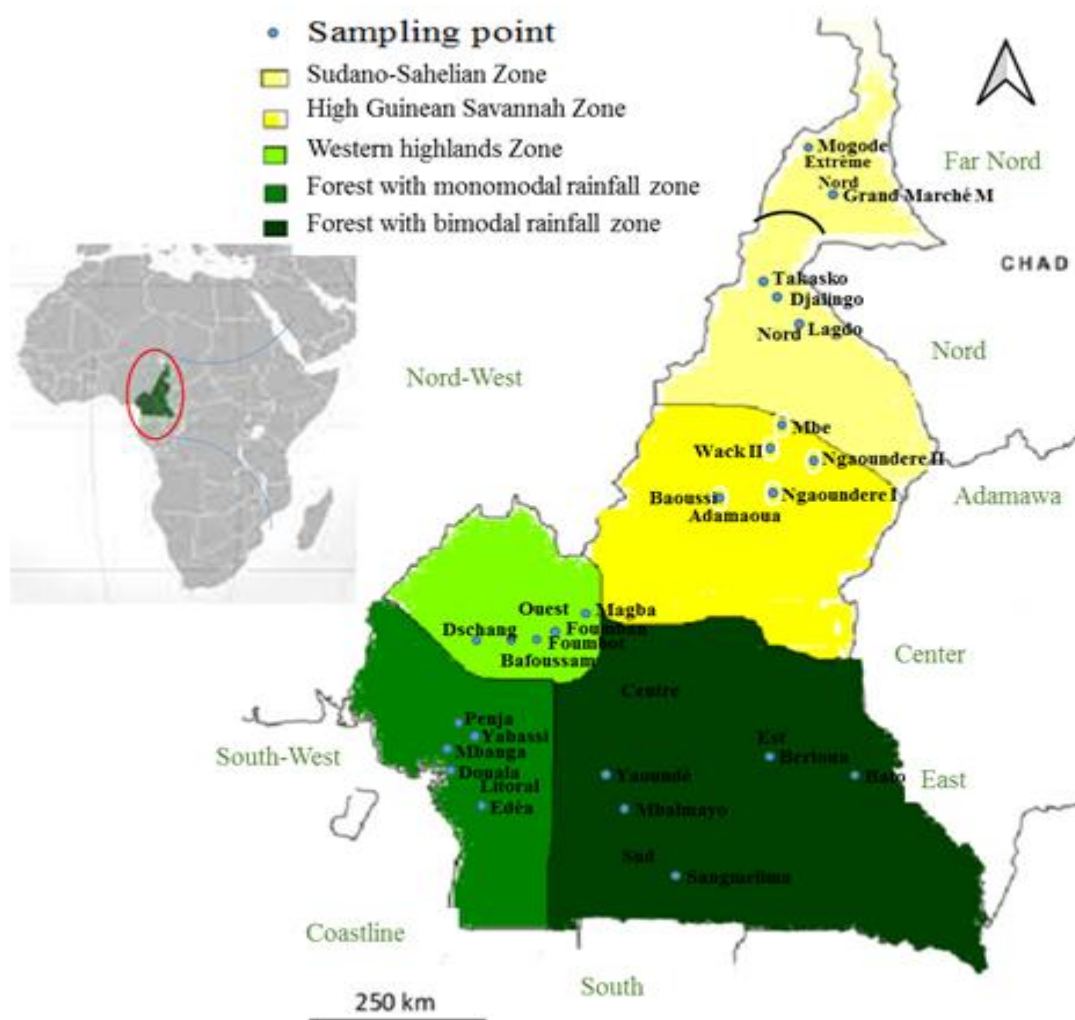 Sampling point
Sudano-Sahelian Zone
High Guinean Savannah Zone
Western highlands Zone
Forest with monomodal rainfall zone
Forest with bimodal rainfall zone
Mogode
Extrême
Nord
Grand Marché M
Far Nord
CHAD
Takasko
Djalingo
Nord
Lagdo
Nord
Nord-West
Mbe
Wack II
Ngaoundere II
Baoussi
Ngaoundere I
Adamaoua
Adamawa
Ouest
Magba
Dschang
Foumban
Foumbot
Bafoussam
Center
Centre
Penja
Yabassi
South-West
Mbanga
Est
Bertoua
Douala
Yaoundé
Bato
East
Litoral
Edéa
Mbalmayo
Sud
Sangmelima
Coastline
South
250 km